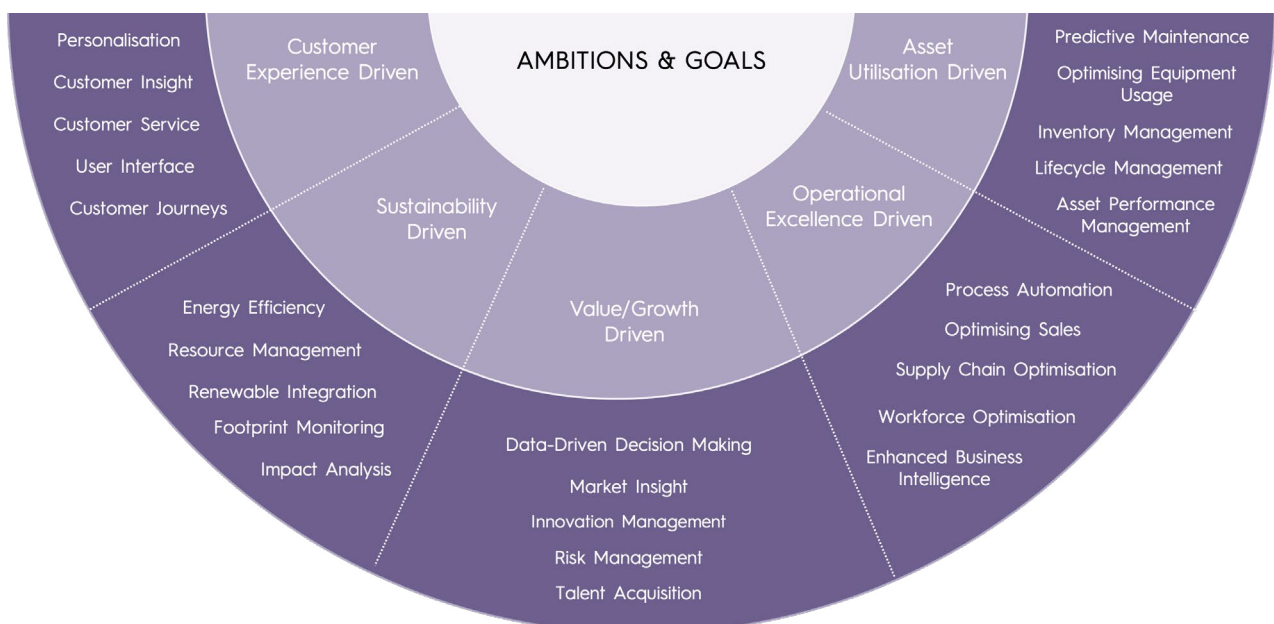 AMBITIONS & GOALS
Customer
Experience Driven
Personalisation
Customer Insight
Customer Service
User Interface
Customer Journeys
Sustainability
Driven
Energy Efficiency
Resource Management
Renewable Integration
Footprint Monitoring
Impact Analysis
Value/Growth
Driven
Data-Driven Decision Making
Market Insight
Innovation Management
Risk Management
Talent Acquisition
Operational
Excellence Driven
Process Automation
Optimising Sales
Supply Chain Optimisation
Workforce Optimisation
Enhanced Business
Intelligence
Asset
Utilisation Driven
Predictive Maintenance
Optimising Equipment
Usage
Inventory Management
Lifecycle Management
Asset Performance
Management